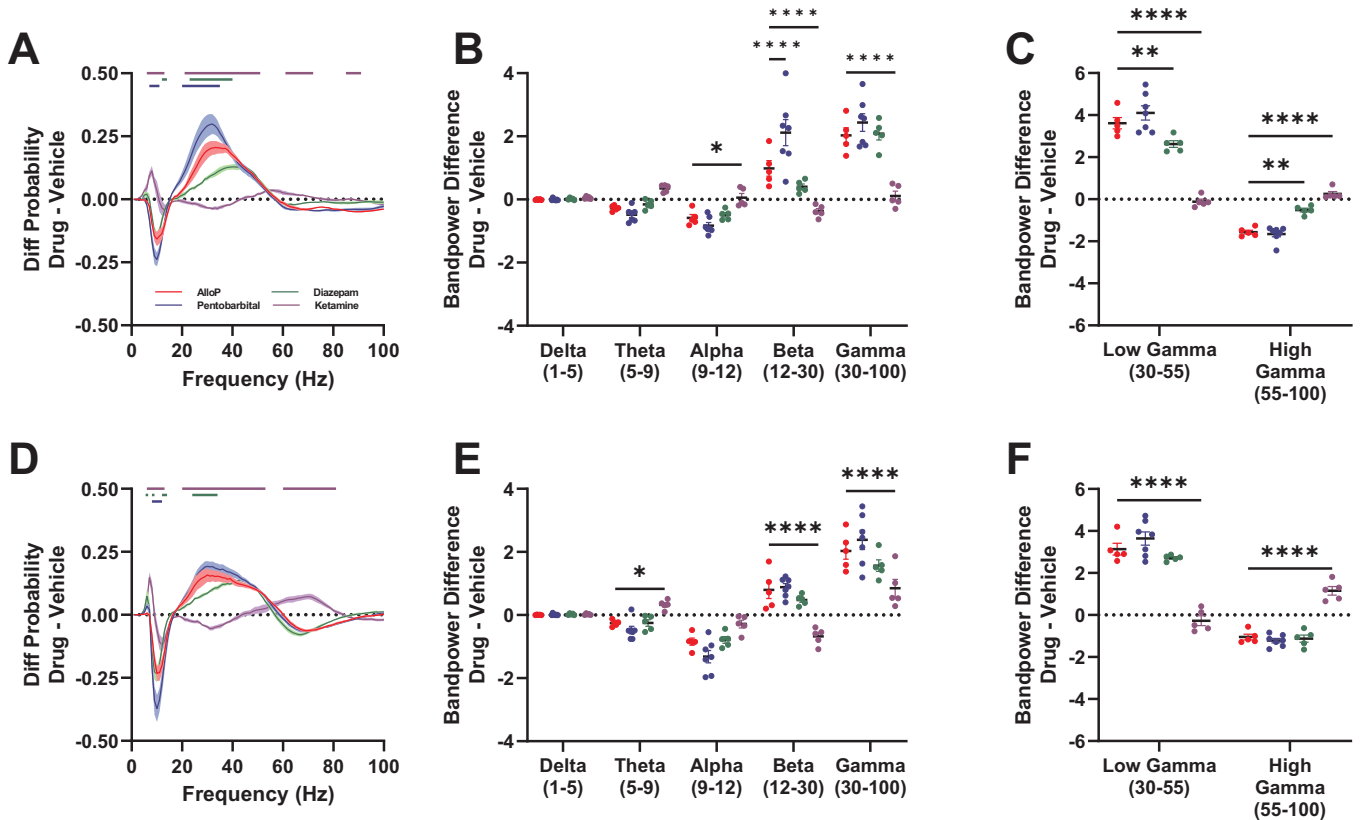 A
Diff Probability
Drug - Vehicle
0.50
0.25
0.00
-0.25
-0.50
AlloP
Pentobarbital
Diazepam
Ketamine
0 20 40 60 80 100
Frequency (Hz)
B
Bandpower Difference
Drug - Vehicle
4
2
0
-2
-4
*
****
****
****
Delta
(1-5)
Theta
(5-9)
Alpha
(9-12)
Beta
(12-30)
Gamma
(30-100)
C
Bandpower Difference
Drug - Vehicle
6
4
2
0
-2
-4
-6
****
**
****
**
Low Gamma
(30-55)
High
Gamma
(55-100)
D
Diff Probability
Drug - Vehicle
0.50
0.25
0.00
-0.25
-0.50
0 20 40 60 80 100
Frequency (Hz)
E
Bandpower Difference
Drug - Vehicle
4
2
0
-2
-4
*
****
****
Delta
(1-5)
Theta
(5-9)
Alpha
(9-12)
Beta
(12-30)
Gamma
(30-100)
F
Bandpower Difference
Drug - Vehicle
6
4
2
0
-2
-4
-6
****
****
Low Gamma
(30-55)
High
Gamma
(55-100)